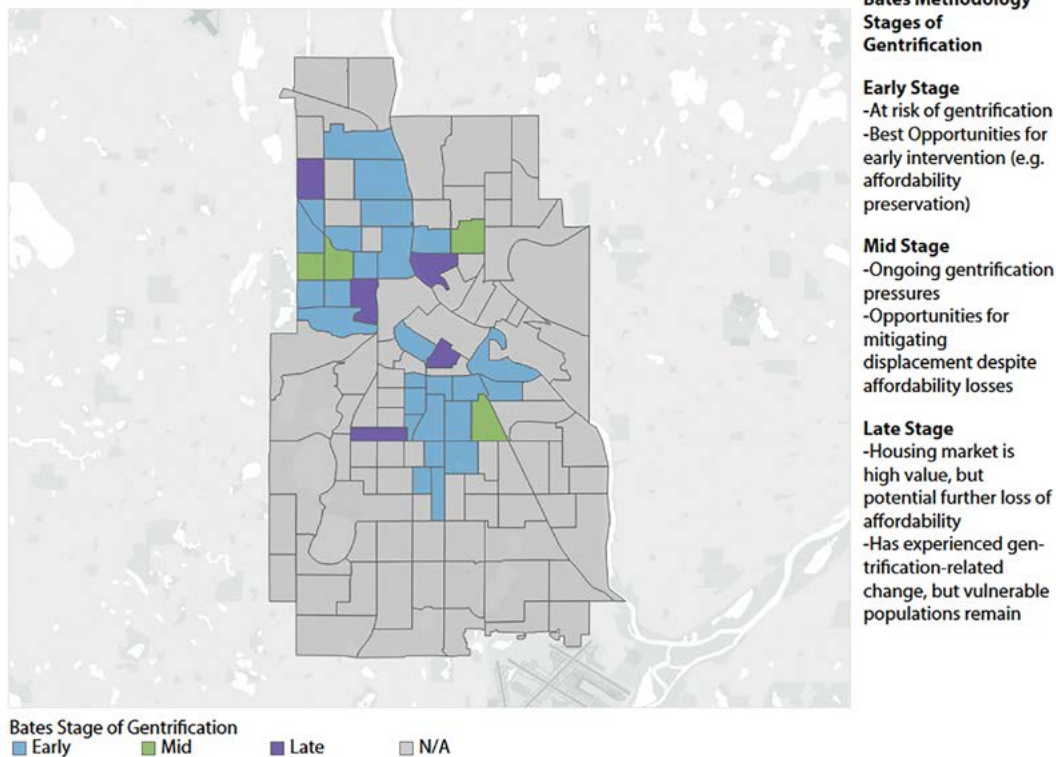 Bates Methodology
Stages of
Gentrification
Early Stage
-At risk of gentrification
-Best Opportunities for
early intervention (e.g.
affordability
preservation)
Mid Stage
-Ongoing gentrification
pressures
-Opportunities for
mitigating
displacement despite
affordability losses
Late Stage
-Housing market is
high value, but
potential further loss of
affordability
-Has experienced gen-
trification-related
change, but vulnerable
populations remain
Bates Stage of Gentrification
Early
Mid
Late
N/A